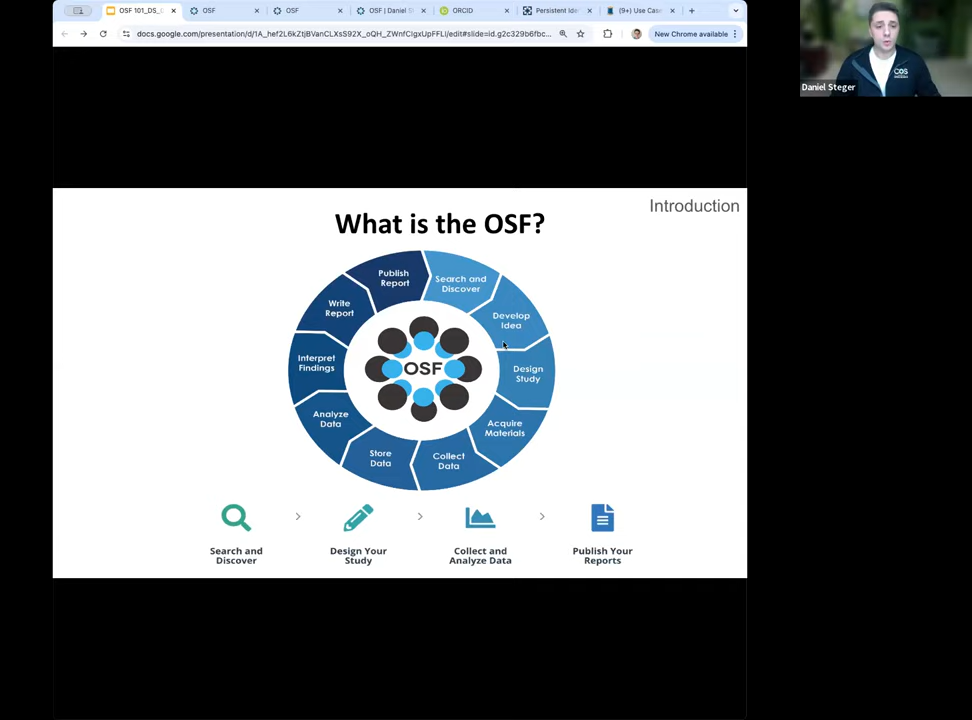 OSF 101_DS_
OSF
OSF
OSF | Daniel S
ORCID
Persistent Ide
(9+) Use Case
docs.google.com/presentation/d/1A_hef2L6kZtjBVanCLXsS92X_oQH_ZWnfCIgxUpFFLI/edit#slide=id.g2c329b6fbc...
New Chrome available
COS
Daniel Steger
Introduction
What is the OSF?
Publish
Report
Search and
Discover
Develop
Idea
Design
Study
Acquire
Materials
Collect
Data
Store
Data
Analyze
Data
Interpret
Findings
Write
Report
OSF
Search and
Discover
Design Your
Study
Collect and
Analyze Data
Publish Your
Reports